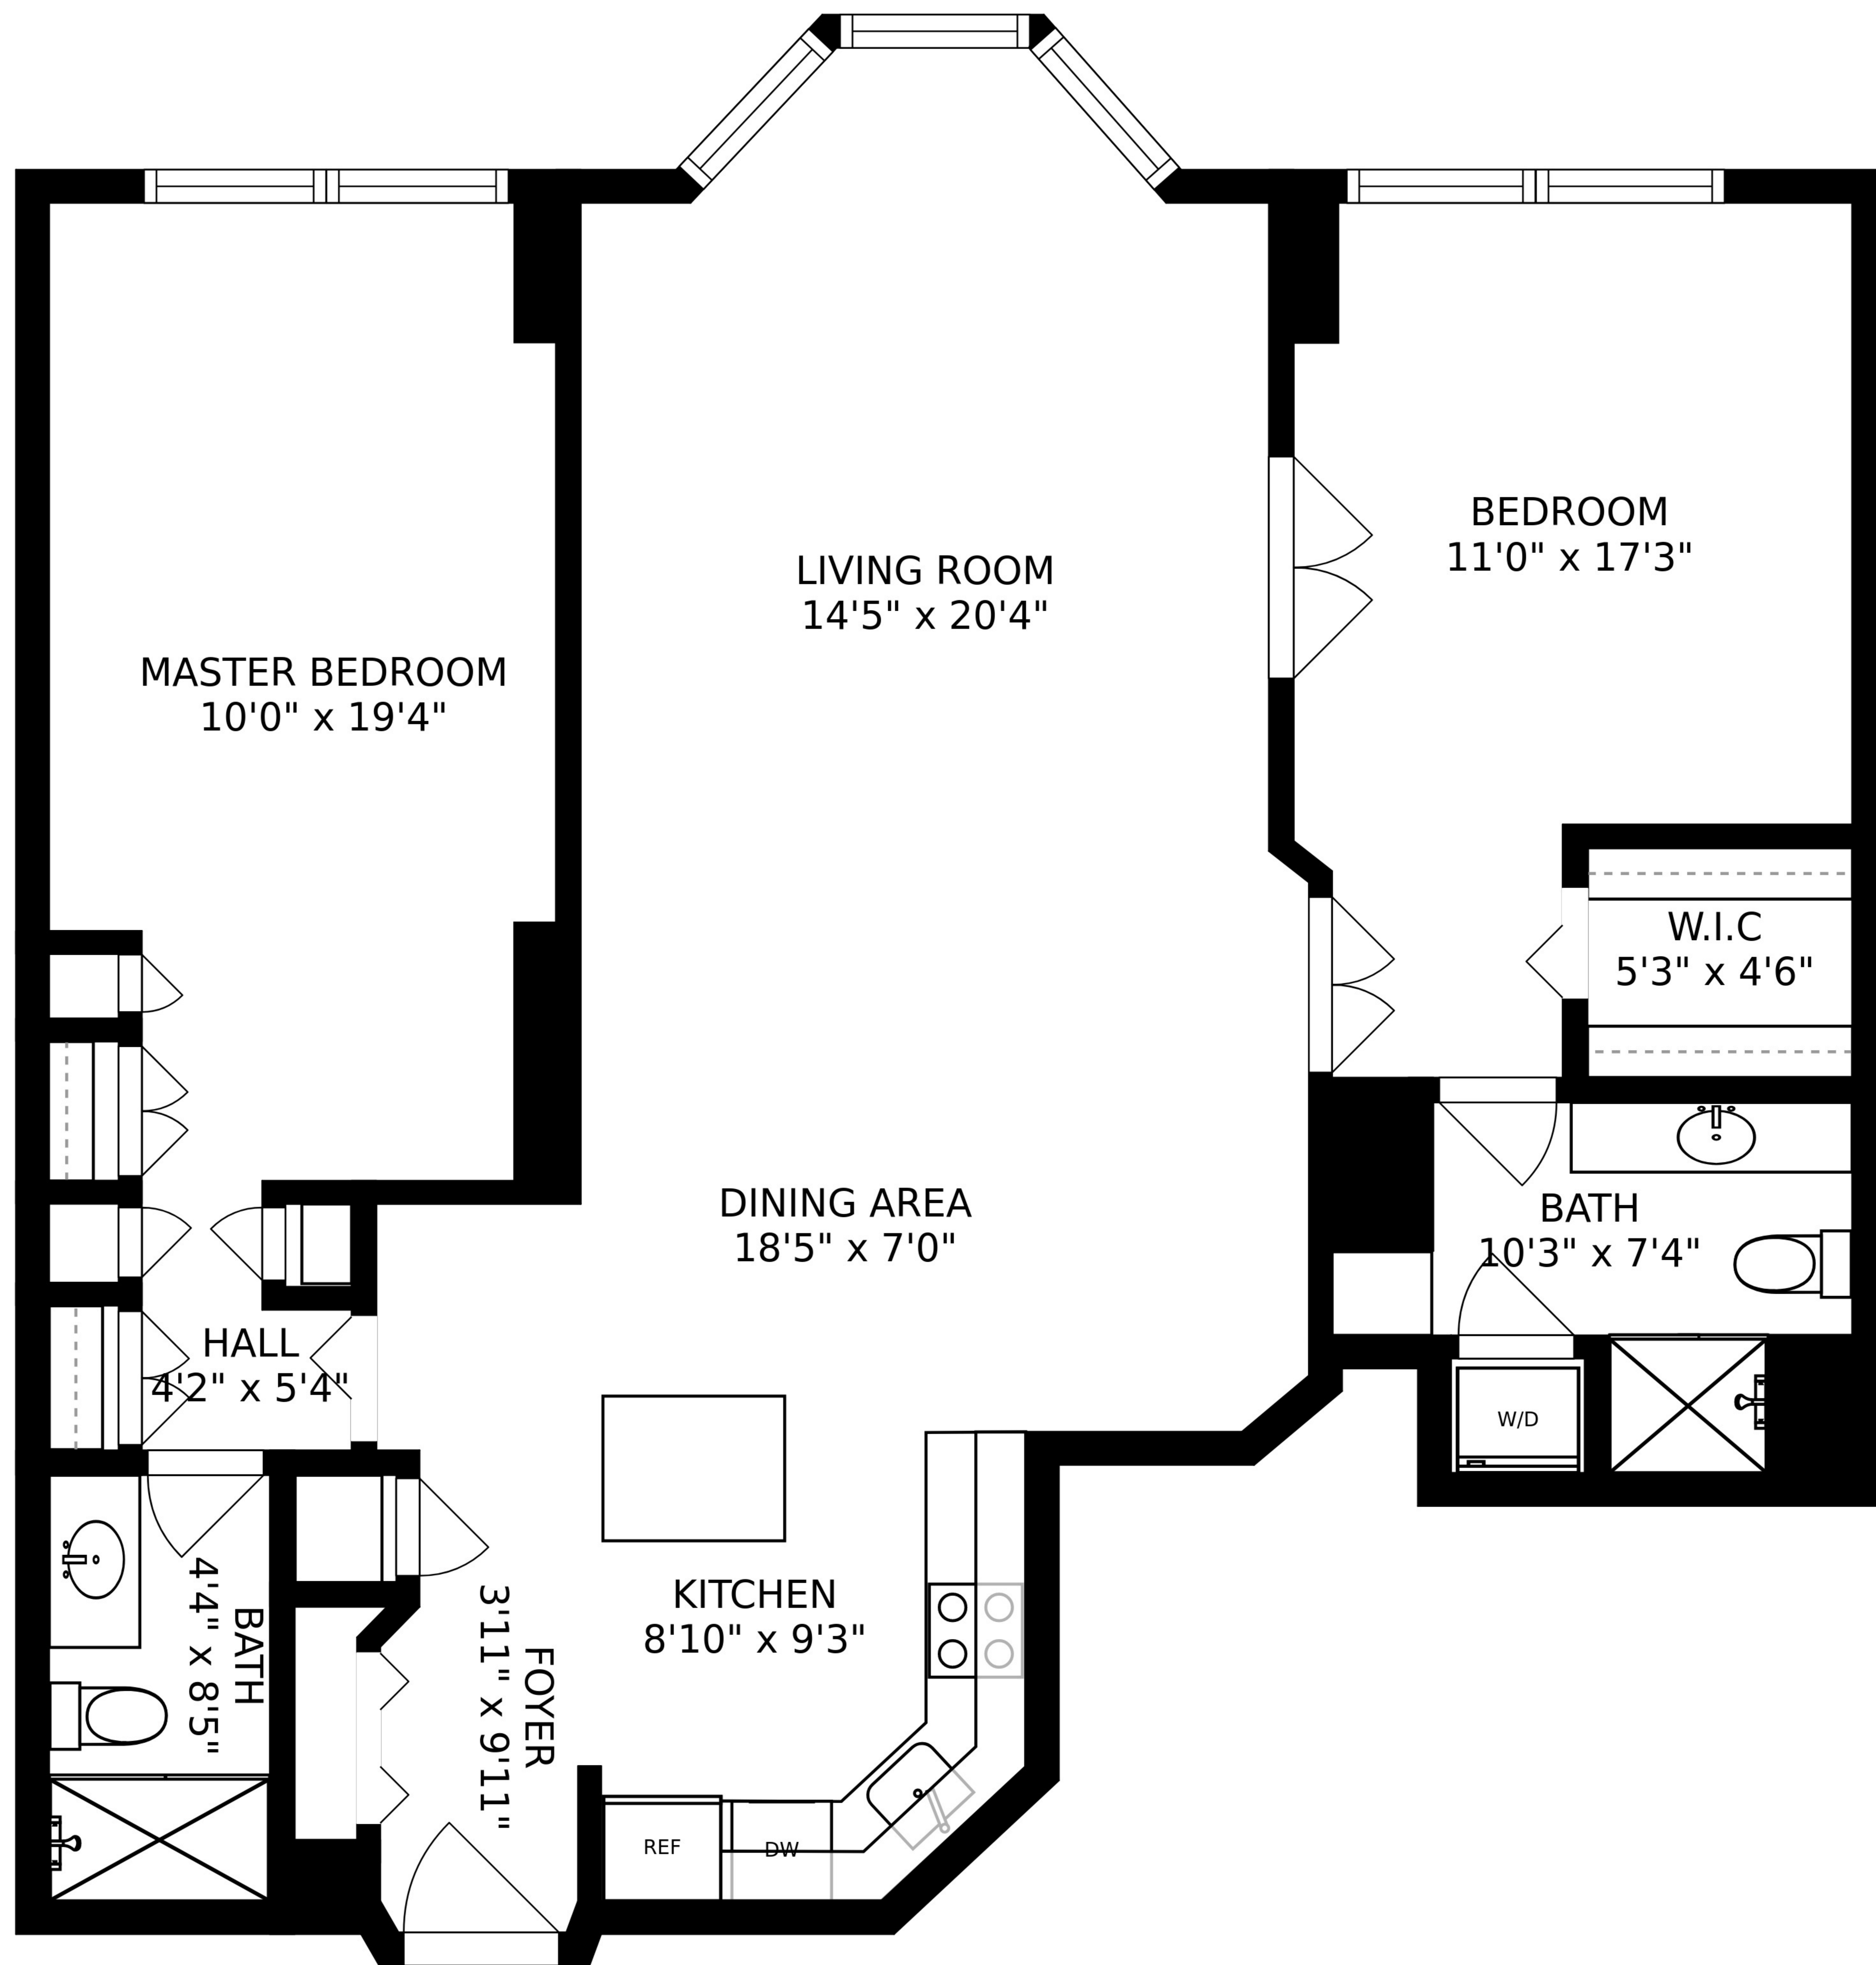 BEDROOM
11'0" x 17'3"
LIVING ROOM
14'5" x 20'4"
MASTER BEDROOM
10'0" x 19'4"
W.I.C
5'3" x 4'6"
DINING AREA
18'5" x 7'0"
BATH
10'3" x 7'4"
HALL
4'2" x 5'4"
W/D
KITCHEN
8'10" x 9'3"
BATH
4'4" x 8'5"
FOYER
3'11" x 9'11"
REF
DW